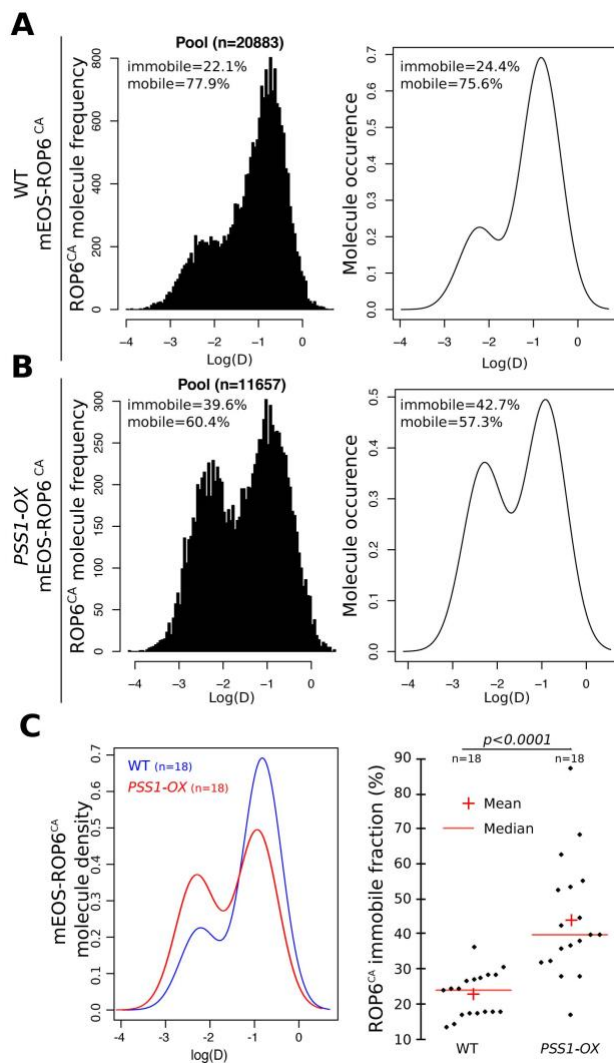 A
WT
mEOS-ROP6 CA
Pool (n=20883)
immobile=22.1%
mobile=77.9%
ROP6CA molecule frequency
0 200 400 600 800
−4 −3 −2 −1 0
Log(D)
immobile=24.4%
mobile=75.6%
Molecule occurence
0.0 0.1 0.2 0.3 0.4 0.5 0.6 0.7
−4 −3 −2 −1 0
Log(D)
B
PSS1-OX
mEOS-ROP6 CA
Pool (n=11657)
immobile=39.6%
mobile=60.4%
ROP6CA molecule frequency
0 50 100 150 200 250 300
−4 −3 −2 −1 0
Log(D)
immobile=42.7%
mobile=57.3%
Molecule occurence
0.0 0.1 0.2 0.3 0.4 0.5
−4 −3 −2 −1 0
Log(D)
C
WT (n=18)
PSS1-OX (n=18)
mEOS-ROP6CA
molecule density
0.0 0.1 0.2 0.3 0.4 0.5 0.6 0.7
-4 -3 -2 -1 0
log(D)
p<0.0001
n=18 n=18
Mean
Median
ROP6CA immobile fraction (%)
90
80
70
60
50
40
30
20
10
WT PSS1-OX